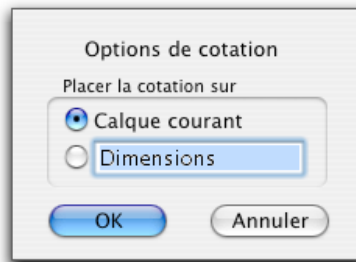 Options de cotation
Placer la cotation sur
Calque courant
Dimensions
OK Annuler